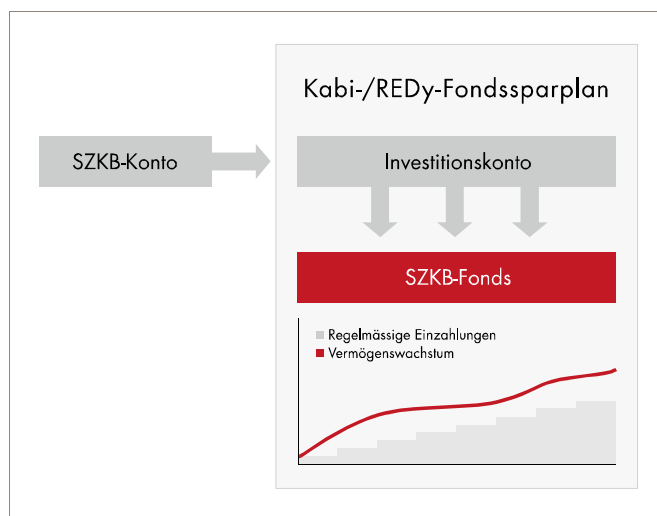 Kabi-/REDy-Fondssparplan
SZKB-Konto
Investitionskonto
SZKB-Fonds
Regelmässige Einzahlungen
Vermögenswachstum